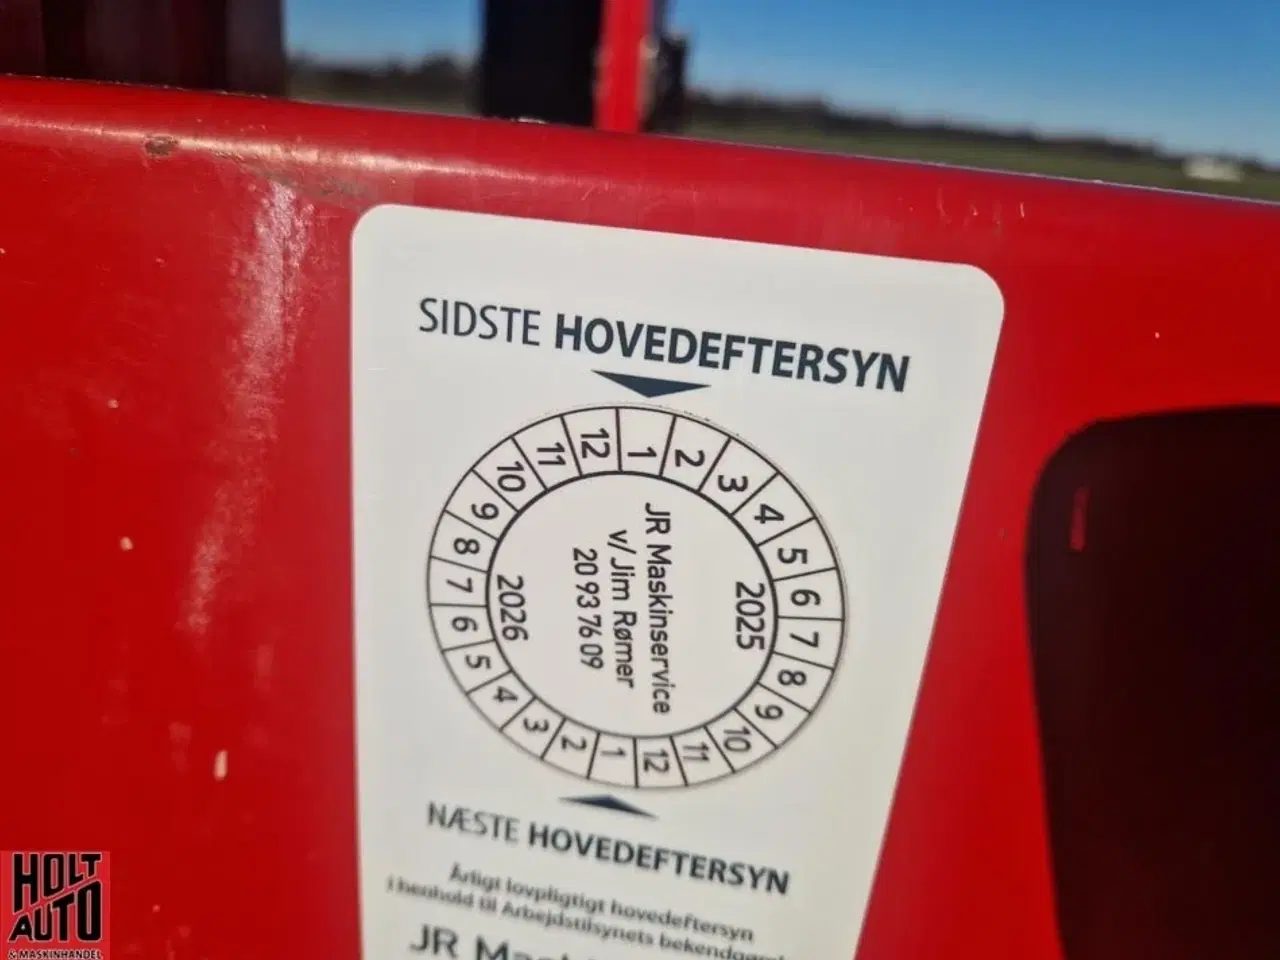 SIDSTE HOVEDEFTERSYN
12 1 2 3 4 5 6 7 8 9 10 11
12 1 2 3 4 5 6 7 8 9 10 11
2025
JR Maskinservice
v/ Jim Rømer
20 93 76 09
2026
NÆSTE HOVEDEFTERSYN
Årligt lovpligtigt hovedeftersyn
i henhold til Arbejdstilsynets
JR
HOLT
AUTO
& MASKINHANDEL